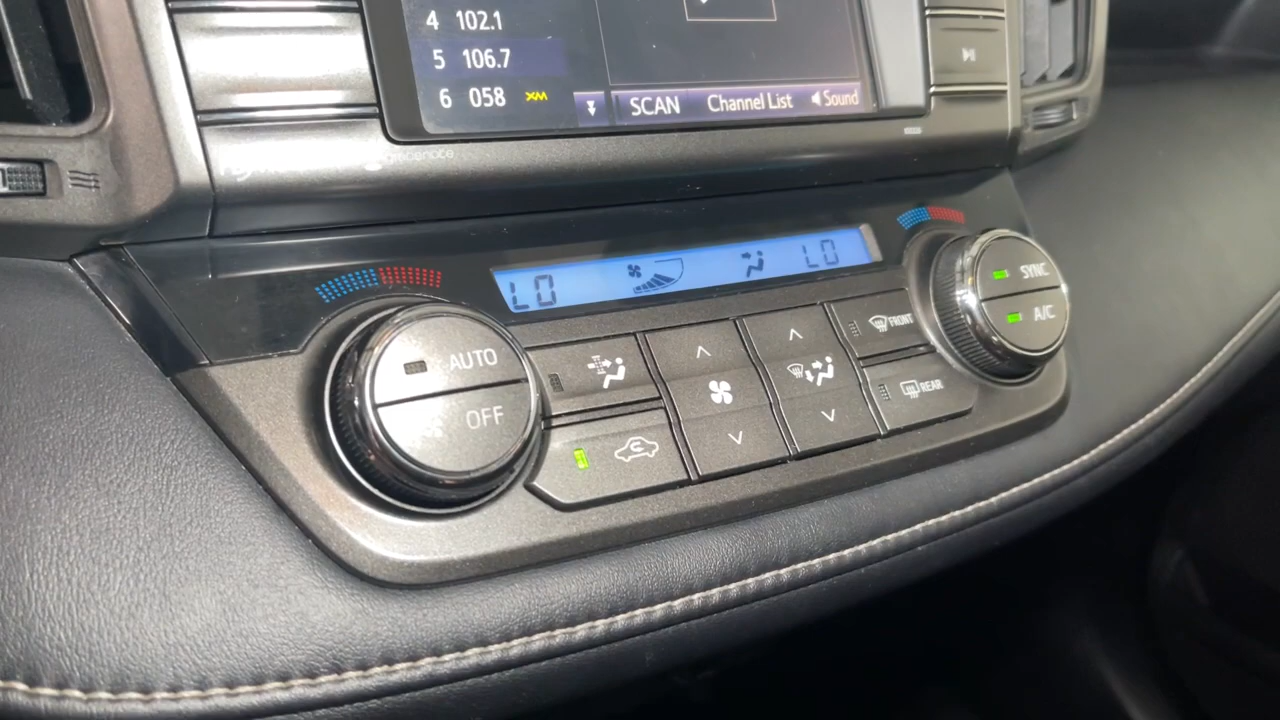 4 102.1
5 106.7
6 058 XM
SCAN Channel List Sound
LO LO
AUTO
OFF
FRONT
REAR
SYNC
A/C